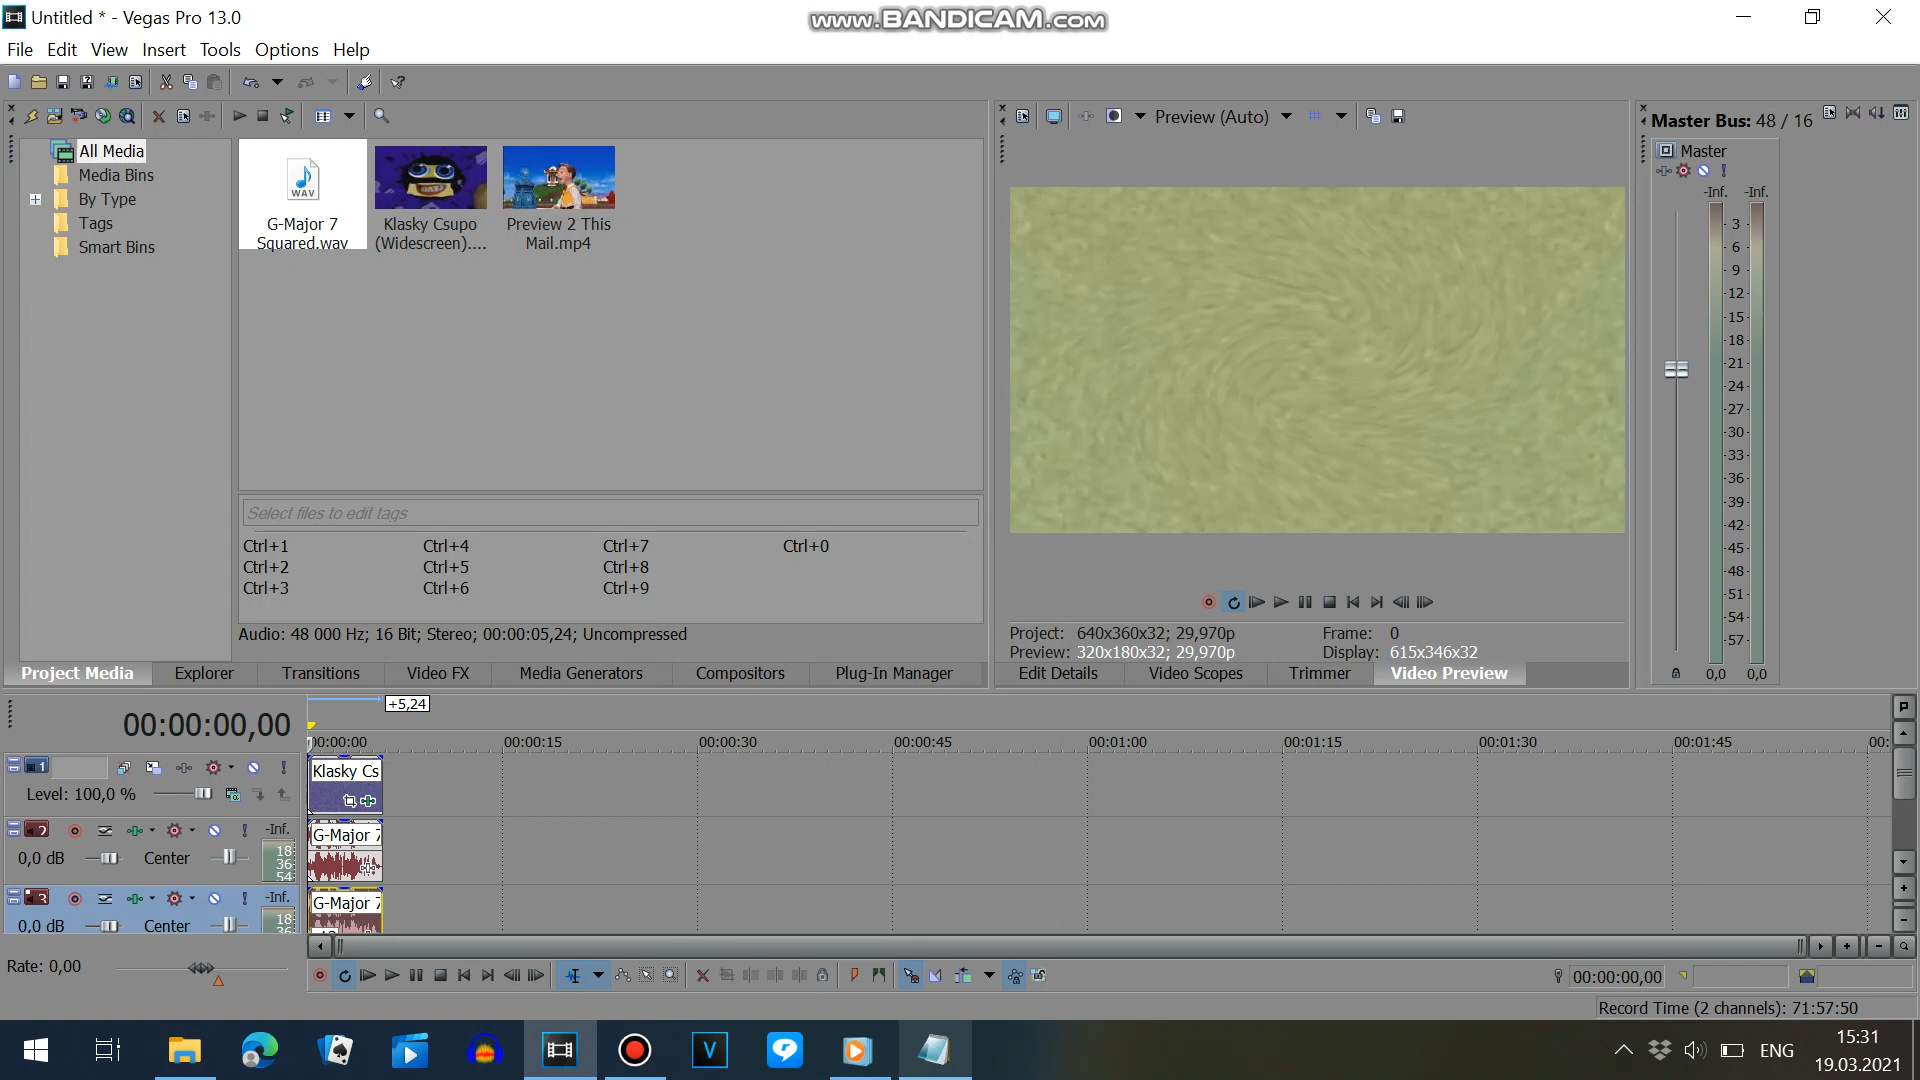 Untitled * - Vegas Pro 13.0
www.BANDICAM.com
File Edit View Insert Tools Options Help
Preview (Auto)
Master Bus: 48 / 16
All Media
Media Bins
By Type
Tags
Smart Bins
WAV
G-Major 7
Squared.wav
Klasky Csupo
(Widescreen)....
Preview 2 This
Mail.mp4
Master
-Inf. -Inf.
3
6
9
-12-
-15-
-18-
-21-
-24-
-27-
-30-
-33-
-36-
-39-
-42-
-45-
-48-
-51-
-54-
-57-
0,0 0,0
Select files to edit tags
Ctrl+1 Ctrl+4 Ctrl+7 Ctrl+0
Ctrl+2 Ctrl+5 Ctrl+8
Ctrl+3 Ctrl+6 Ctrl+9
Audio: 48 000 Hz; 16 Bit; Stereo; 00:00:05,24; Uncompressed
Project: 640x360x32; 29,970p Frame: 0
Preview: 320x180x32; 29,970p Display: 615x346x32
Project Media Explorer Transitions Video FX Media Generators Compositors Plug-In Manager
Edit Details Video Scopes Trimmer Video Preview
+5,24
00:00:00,00
00:00:15 00:00:30 00:00:45 00:01:00 00:01:15 00:01:30 00:01:45 00:
1
Klasky Cs
Level: 100,0 %
2 -Inf.
G-Major 7
0,0 dB Center
18
36
54
3 -Inf.
G-Major 7
0,0 dB Center
18
Rate: 0,00
00:00:00,00
Record Time (2 channels): 71:57:50
V
ENG
15:31
19.03.2021